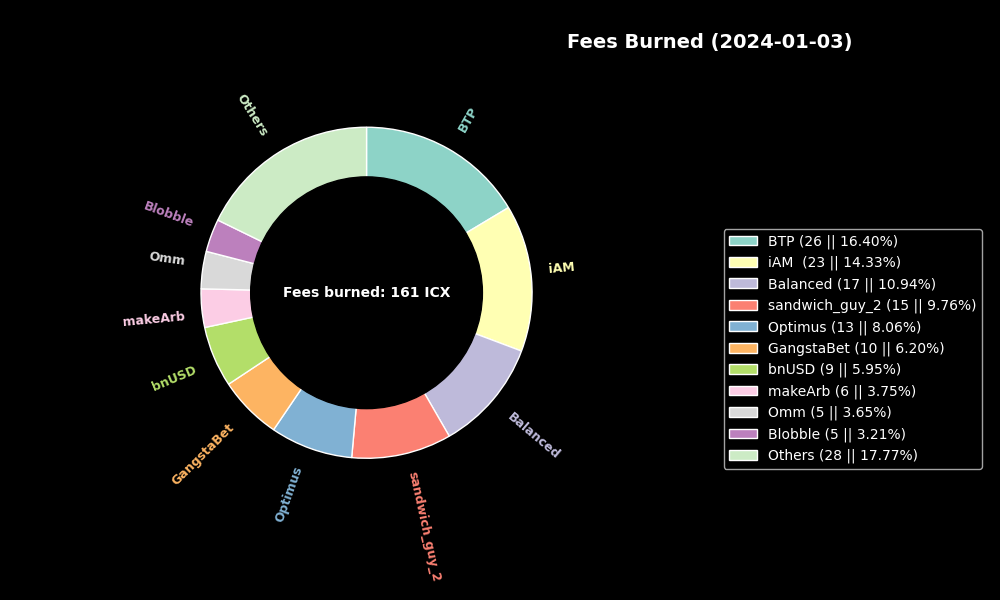 Fees Burned (2024-01-03)
Others
BTP
Blobble
Omm
iAM
Fees burned: 161 ICX
makeArb
bnUSD
Balanced
GangstaBet
Optimus
sandwich_guy_2
BTP (26 || 16.40%)
iAM  (23 || 14.33%)
Balanced (17 || 10.94%)
sandwich_guy_2 (15 || 9.76%)
Optimus (13 || 8.06%)
GangstaBet (10 || 6.20%)
bnUSD (9 || 5.95%)
makeArb (6 || 3.75%)
Omm (5 || 3.65%)
Blobble (5 || 3.21%)
Others (28 || 17.77%)